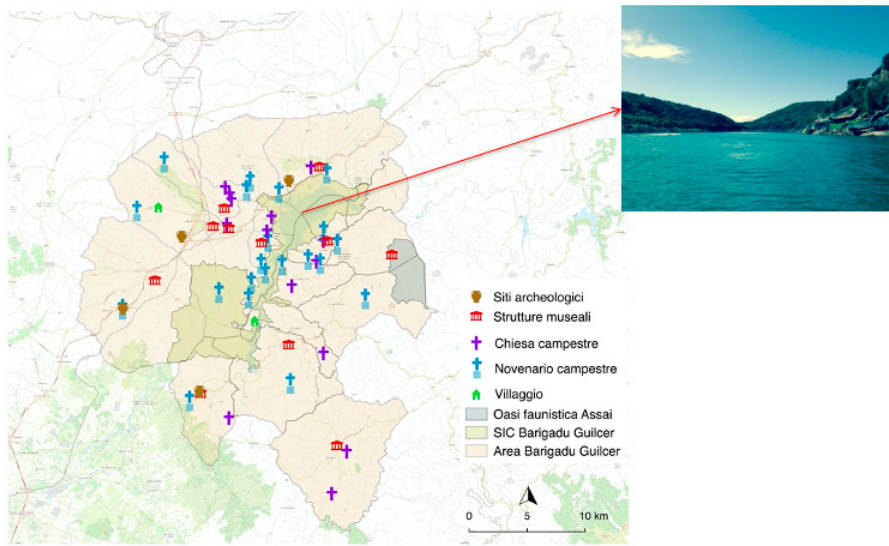 Siti archeologici
Strutture museali
Chiesa campestre
Novenario campestre
Villaggio
Oasi faunistica Assai
SIC Barigadu Guilcer
Area Barigadu Guilcer
0 5 10 km